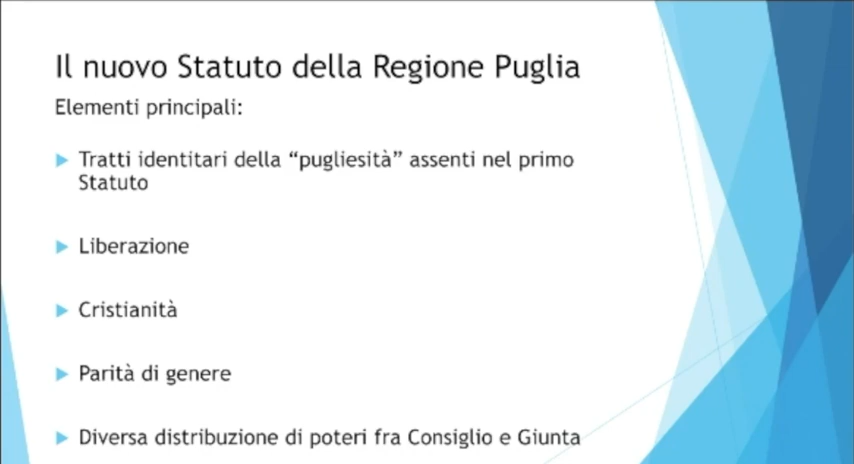 Il nuovo Statuto della Regione Puglia
Elementi principali:
Tratti identitari della “pugliesità” assenti nel primo
Statuto
Liberazione
Cristianità
Parità di genere
Diversa distribuzione di poteri fra Consiglio e Giunta